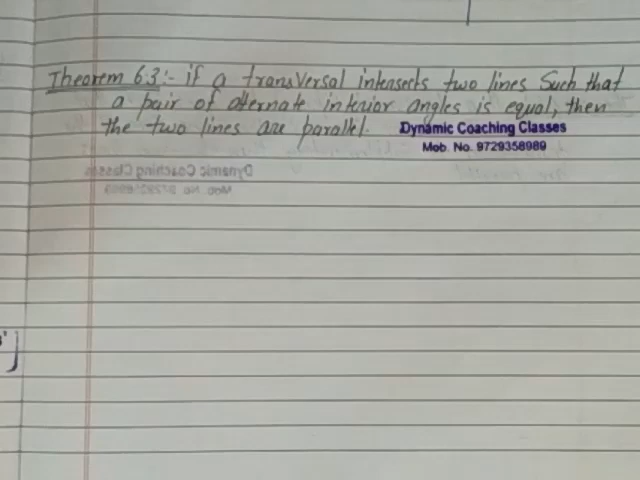 Theorem 6.3:- if a transversal intersects two lines such that
a pair of alternate interior angles is equal, then
the two lines are parallel.
Dynamic Coaching Classes
Mob. No. 9729358989